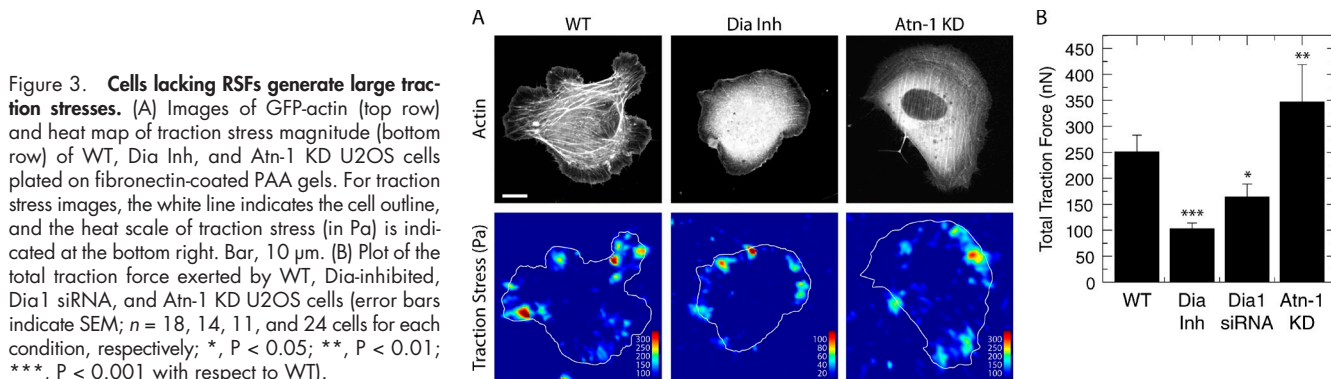 Figure 3. Cells lacking RSFs generate large trac-
tion stresses. (A) Images of GFP-actin (top row)
and heat map of traction stress magnitude (bottom
row) of WT, Dia Inh, and Atn-1 KD U2OS cells
plated on fibronectin-coated PAA gels. For traction
stress images, the white line indicates the cell outline,
and the heat scale of traction stress (in Pa) is indi-
cated at the bottom right. Bar, 10 μm. (B) Plot of the
total traction force exerted by WT, Dia-inhibited,
Dia1 siRNA, and Atn-1 KD U2OS cells (error bars
indicate SEM; n = 18, 14, 11, and 24 cells for each
condition, respectively; *, P < 0.05; **, P < 0.01;
***, P < 0.001 with respect to WT).
A
WT
Dia Inh
Atn-1 KD
Actin
Traction Stress (Pa)
300
250
200
150
100
100
80
60
40
20
300
250
200
150
100
B
Total Traction Force (nN)
450
400
350
300
250
200
150
100
50
0
***
*
**
WT
Dia
Inh
Dia1
siRNA
Atn-1
KD